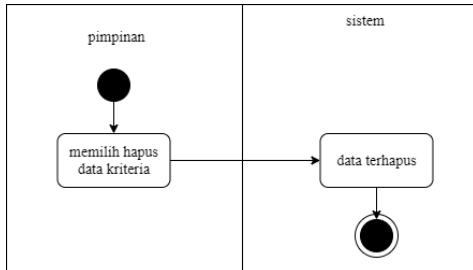 pimpinan
sistem
memilih hapus
data kriteria
data terhapus